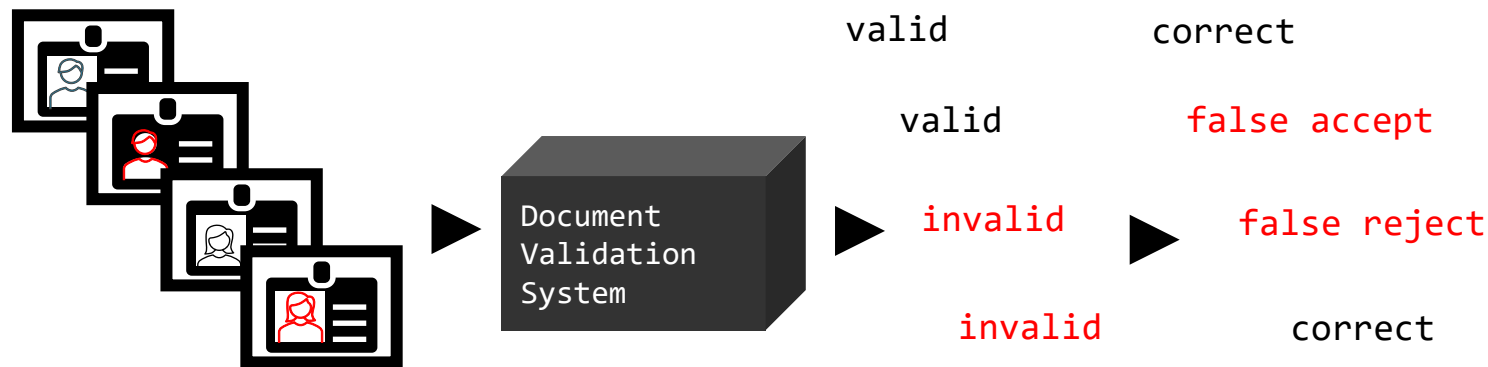 valid correct
valid false accept
Document
Validation
System
invalid false reject
invalid correct